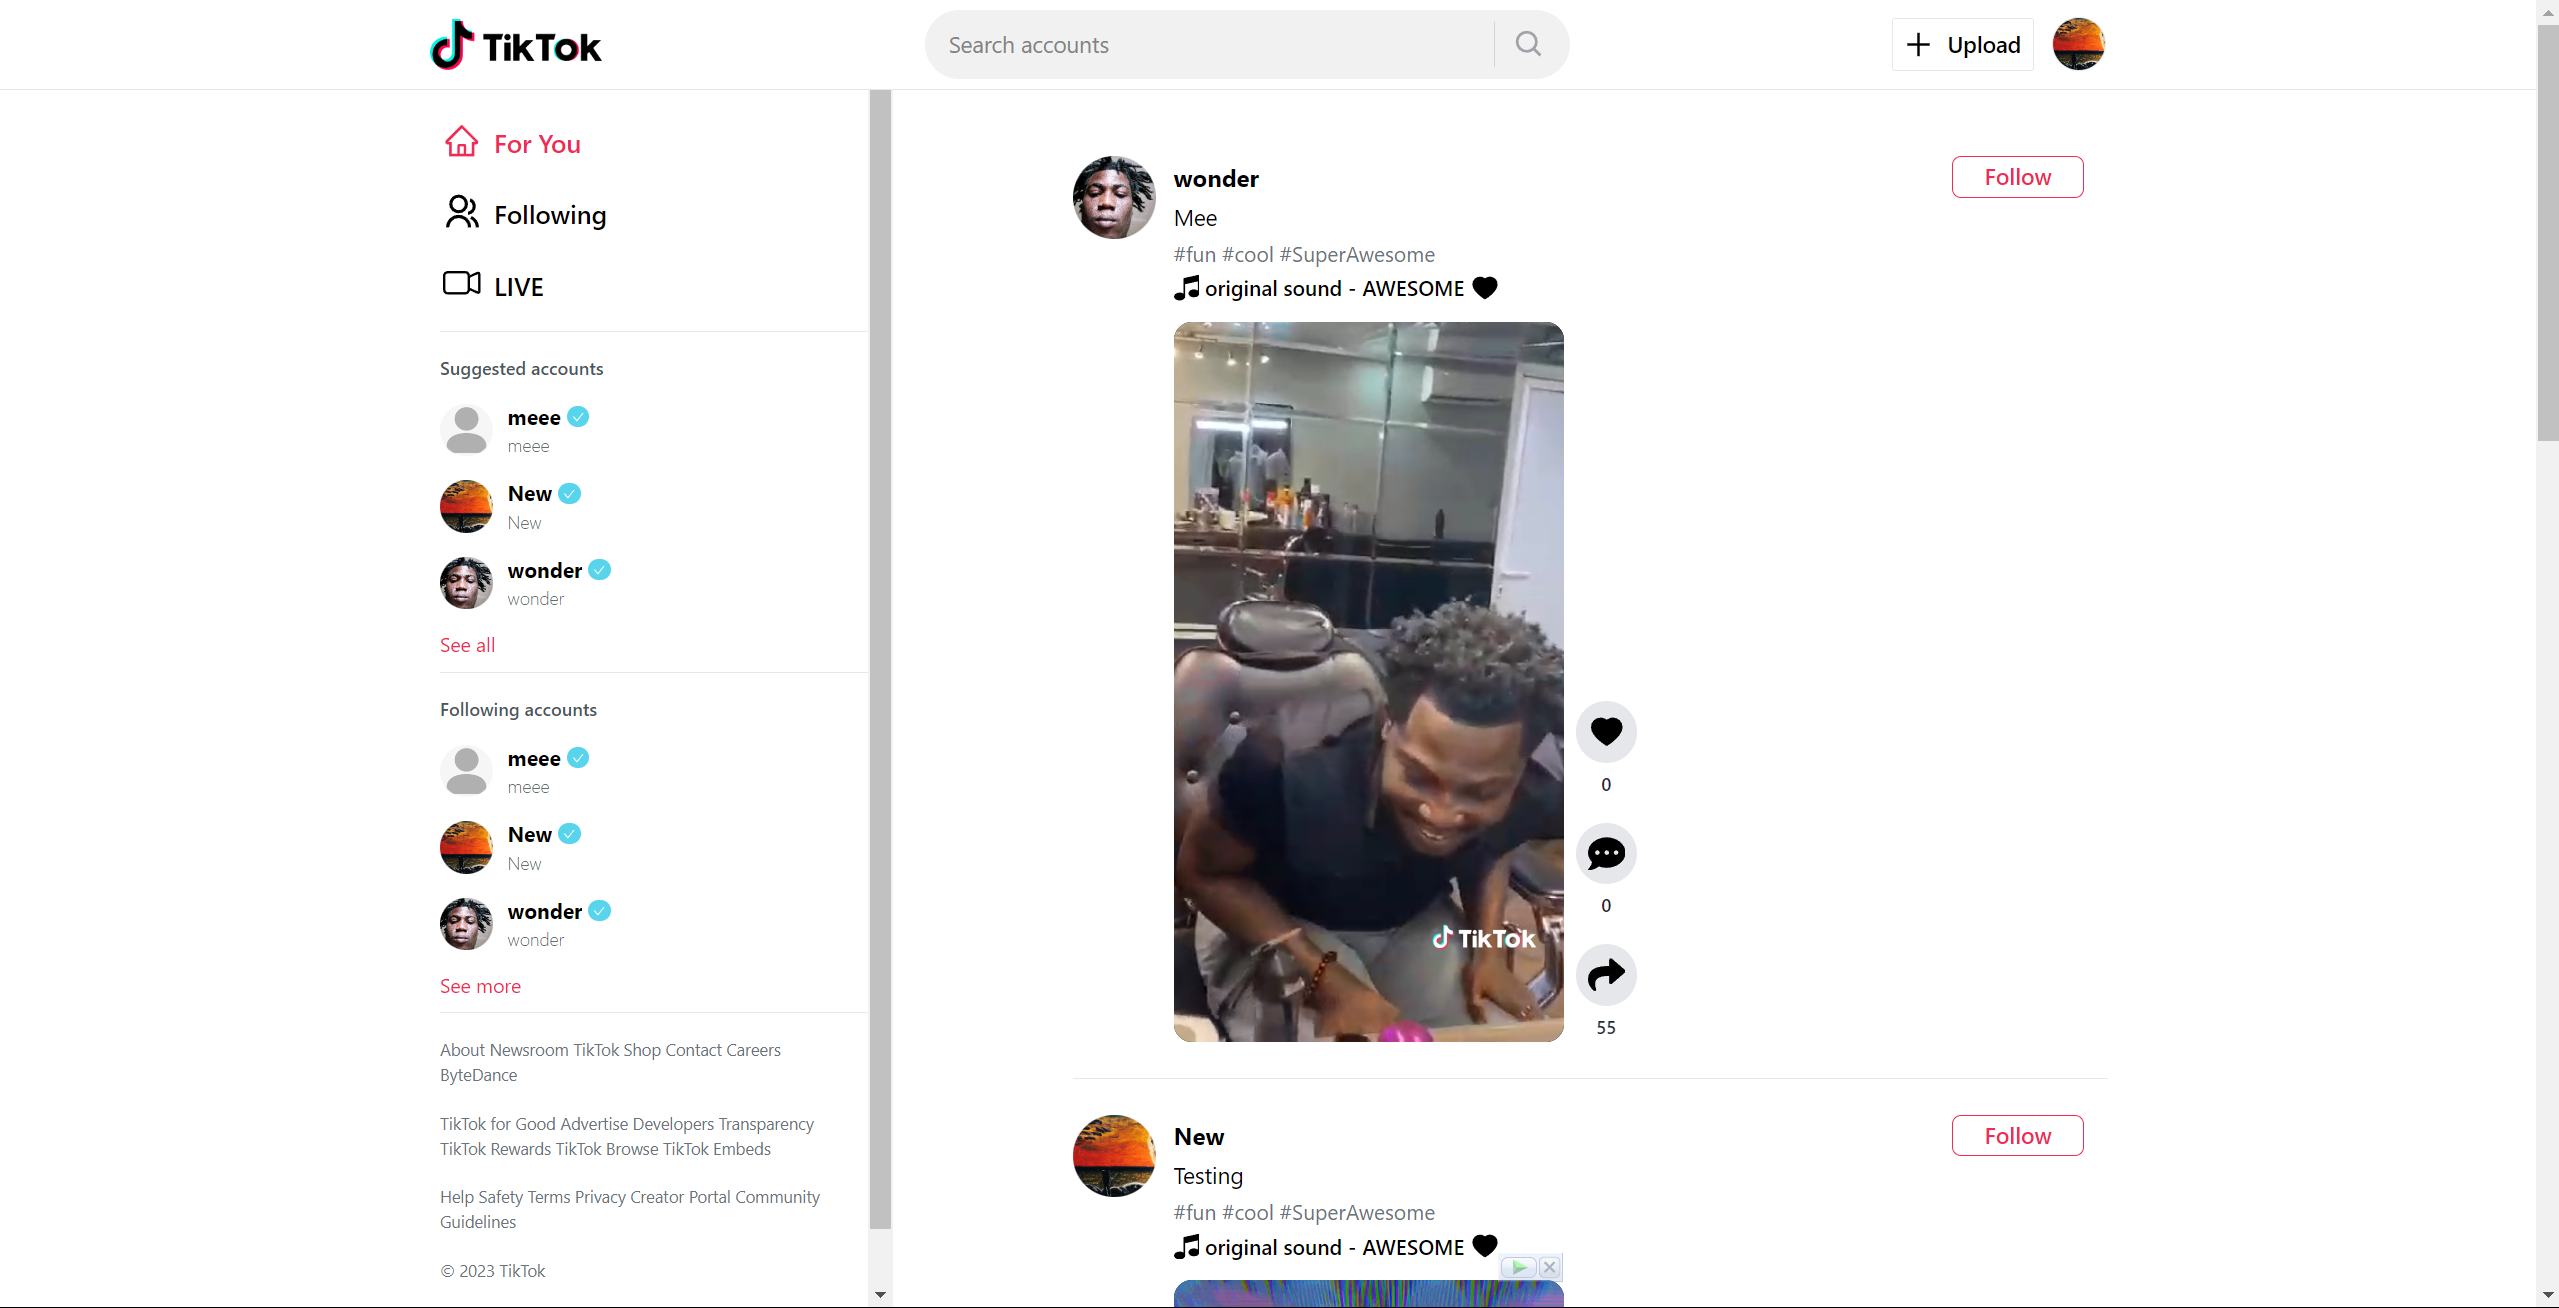 TikTok
Search accounts
Upload
For You
Following
LIVE
Suggested accounts
meee
meee
New
New
wonder
wonder
See all
Following accounts
meee
meee
New
New
wonder
wonder
See more
About Newsroom TikTok Shop Contact Careers
ByteDance
TikTok for Good Advertise Developers Transparency
TikTok Rewards TikTok Browse TikTok Embeds
Help Safety Terms Privacy Creator Portal Community
Guidelines
© 2023 TikTok
wonder
Follow
Mee
#fun #cool #SuperAwesome
original sound - AWESOME
TikTok
0
0
55
New
Follow
Testing
#fun #cool #SuperAwesome
original sound - AWESOME